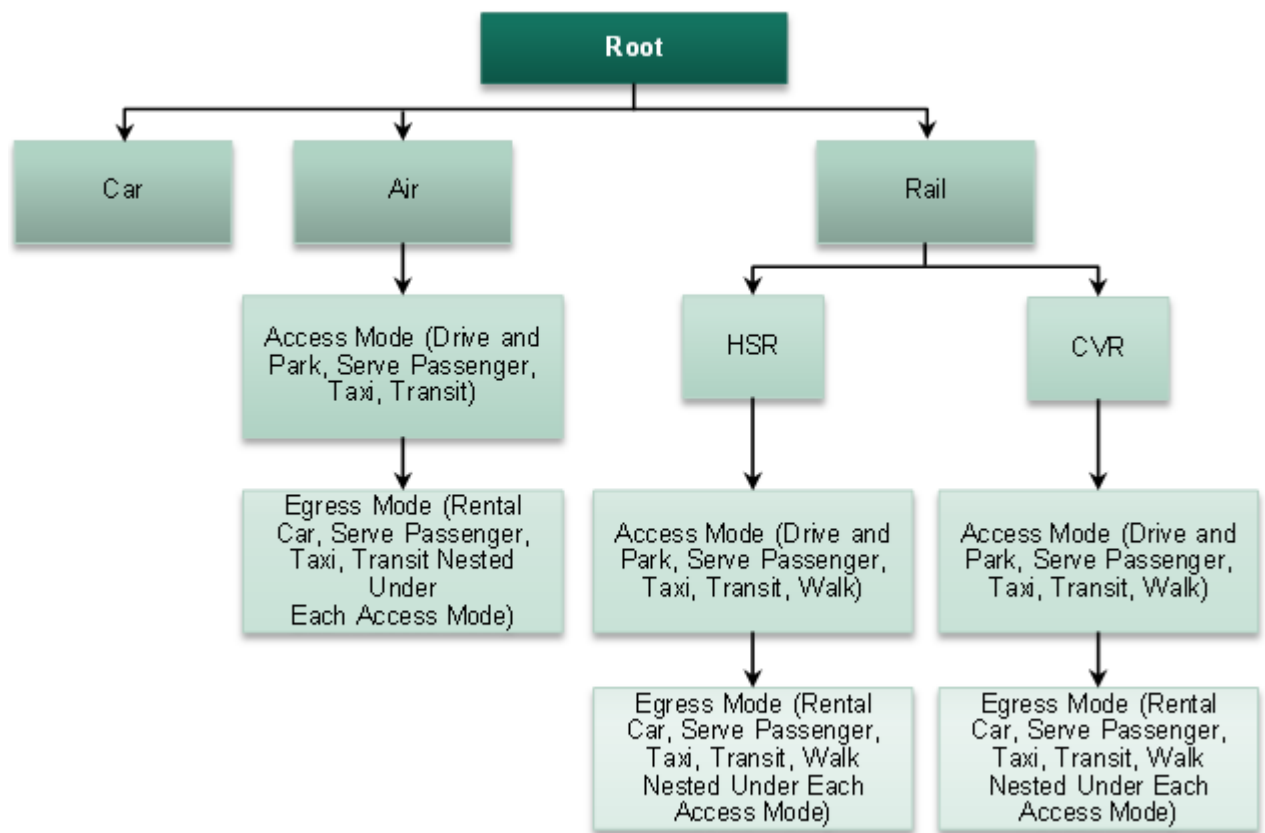 Root
Car
Air
Rail
Access Mode (Drive and
Park, Serve Passenger,
Taxi, Transit)
HSR
CVR
Egress Mode (Rental
Car, Serve Passenger,
Taxi, Transit Nested
Under
Each Access Mode)
Access Mode (Drive and
Park, Serve Passenger,
Taxi, Transit, Walk)
Access Mode (Drive and
Park, Serve Passenger,
Taxi, Transit, Walk)
Egress Mode (Rental
Car, Serve Passenger,
Taxi, Transit, Walk
Nested Under Each
Access Mode)
Egress Mode (Rental
Car, Serve Passenger,
Taxi, Transit, Walk
Nested Under Each
Access Mode)